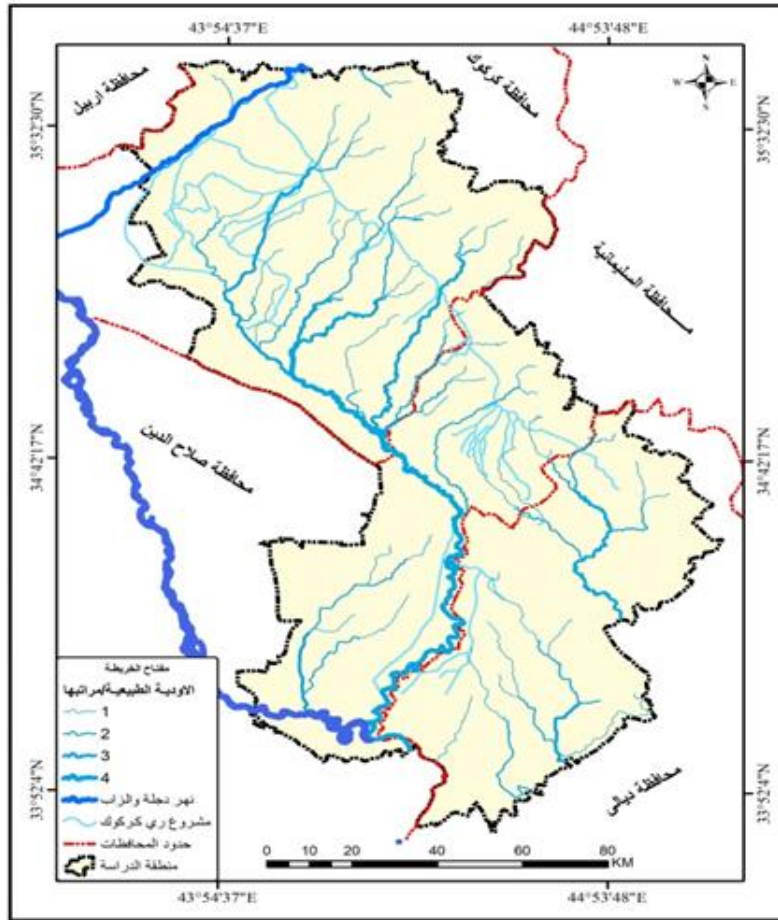 43°54'37"E
44°53'48"E
35°32'30"N
35°32'30"N
34°42'17"N
34°42'17"N
33°52'4"N
33°52'4"N
N
W
E
S
محافظة اربيل
محافظة كركوك
محافظة السليمانية
محافظة صلاح الدين
محافظة ديالى
مفتاح الخريطة
الاودية الطبيعية/مراتبها
1
2
3
4
نهر دجلة والزاب
مشروع ري كركوك
حدود المحافظات
منطقة الدراسة
0 10 20 40 60 80
KM
43°54'37"E
44°53'48"E